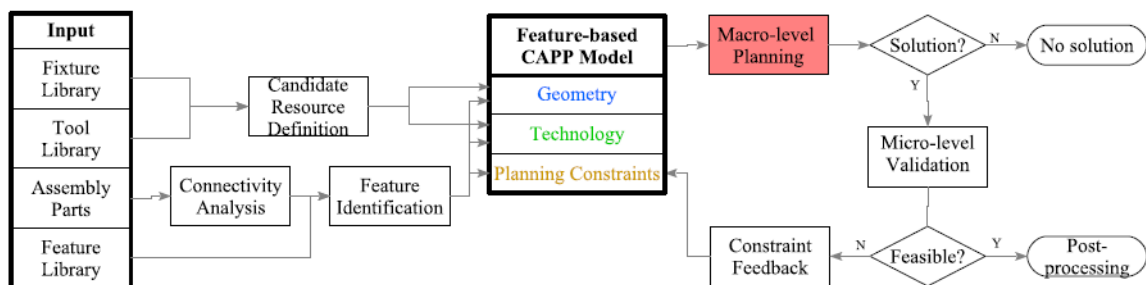 Input
Fixture
Library
Tool
Library
Assembly
Parts
Feature
Library
Candidate
Resource
Definition
Connectivity
Analysis
Feature
Identification
Feature-based
CAPP Model
Geometry
Technology
Planning Constraints
Macro-level
Planning
Solution?
N
No solution
Y
Micro-level
Validation
Feasible?
N
Constraint
Feedback
Y
Post-
processing